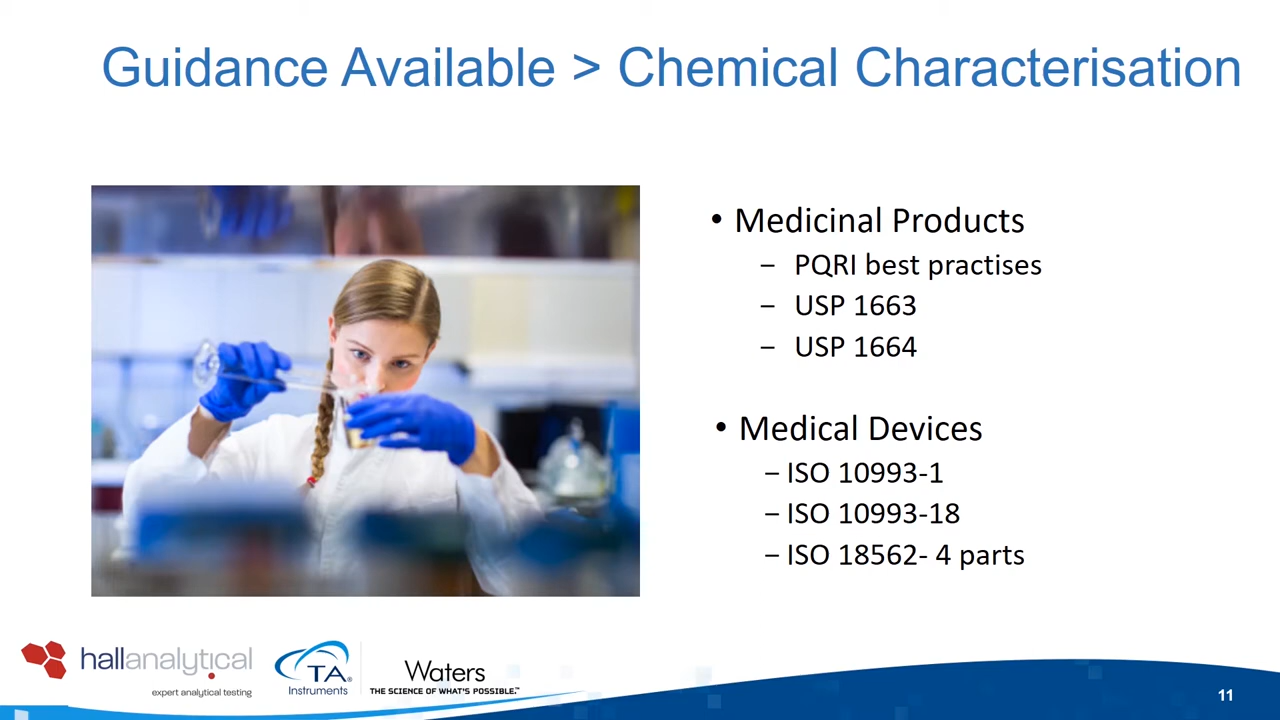 Guidance Available > Chemical Characterisation
• Medicinal Products
– PQRI best practises
– USP 1663
– USP 1664
• Medical Devices
– ISO 10993-1
– ISO 10993-18
– ISO 18562- 4 parts
hallanalytical
expert analytical testing
TA®
Instruments
Waters
THE SCIENCE OF WHAT'S POSSIBLE.™
11